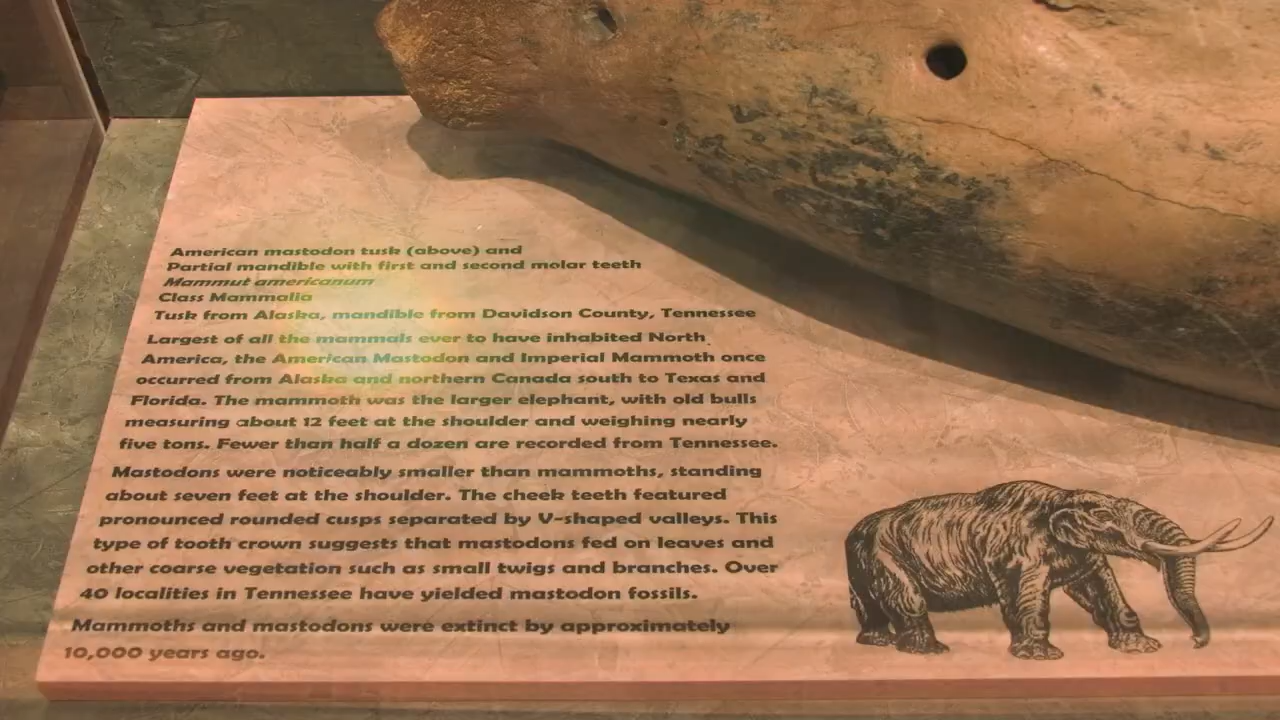 American mastodon tusk (above) and
Partial mandible with first and second molar teeth
Mammut americanum
Class Mammalia
Tusk from Alaska, mandible from Davidson County, Tennessee
Largest of all the mammals ever to have inhabited North
America, the American Mastodon and Imperial Mammoth once
occurred from Alaska and northern Canada south to Texas and
Florida. The mammoth was the larger elephant, with old bulls
measuring about 12 feet at the shoulder and weighing nearly
five tons. Fewer than half a dozen are recorded from Tennessee.
Mastodons were noticeably smaller than mammoths, standing
about seven feet at the shoulder. The cheek teeth featured
pronounced rounded cusps separated by V-shaped valleys. This
type of tooth crown suggests that mastodons fed on leaves and
other coarse vegetation such as small twigs and branches. Over
40 localities in Tennessee have yielded mastodon fossils.
Mammoths and mastodons were extinct by approximately
10,000 years ago.